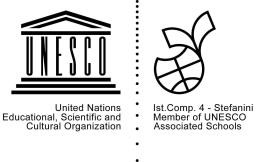 UNESCO
United Nations
Educational, Scientific and
Cultural Organization
Ist.Comp. 4 - Stefanini
Member of UNESCO
Associated Schools